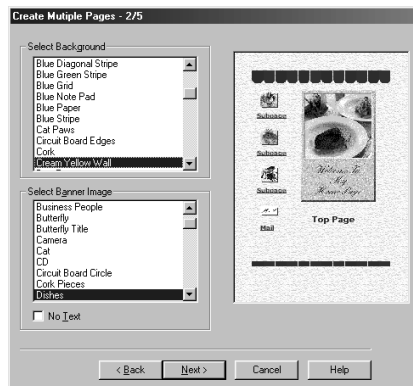 Create Mutiple Pages - 2/5
Select Background
Blue Diagonal Stripe
Blue Green Stripe
Blue Grid
Blue Note Pad
Blue Paper
Blue Stripe
Cat Paws
Circuit Board Edges
Cork
Cream Yellow Wall
Select Banner Image
Business People
Butterfly
Butterfly Title
Camera
Cat
CD
Circuit Board Circle
Cork Pieces
Dishes
No Text
Subpage
Subpage
Subpage
Mail
Welcome To
My
Home Page
Top Page
< Back
Next >
Cancel
Help